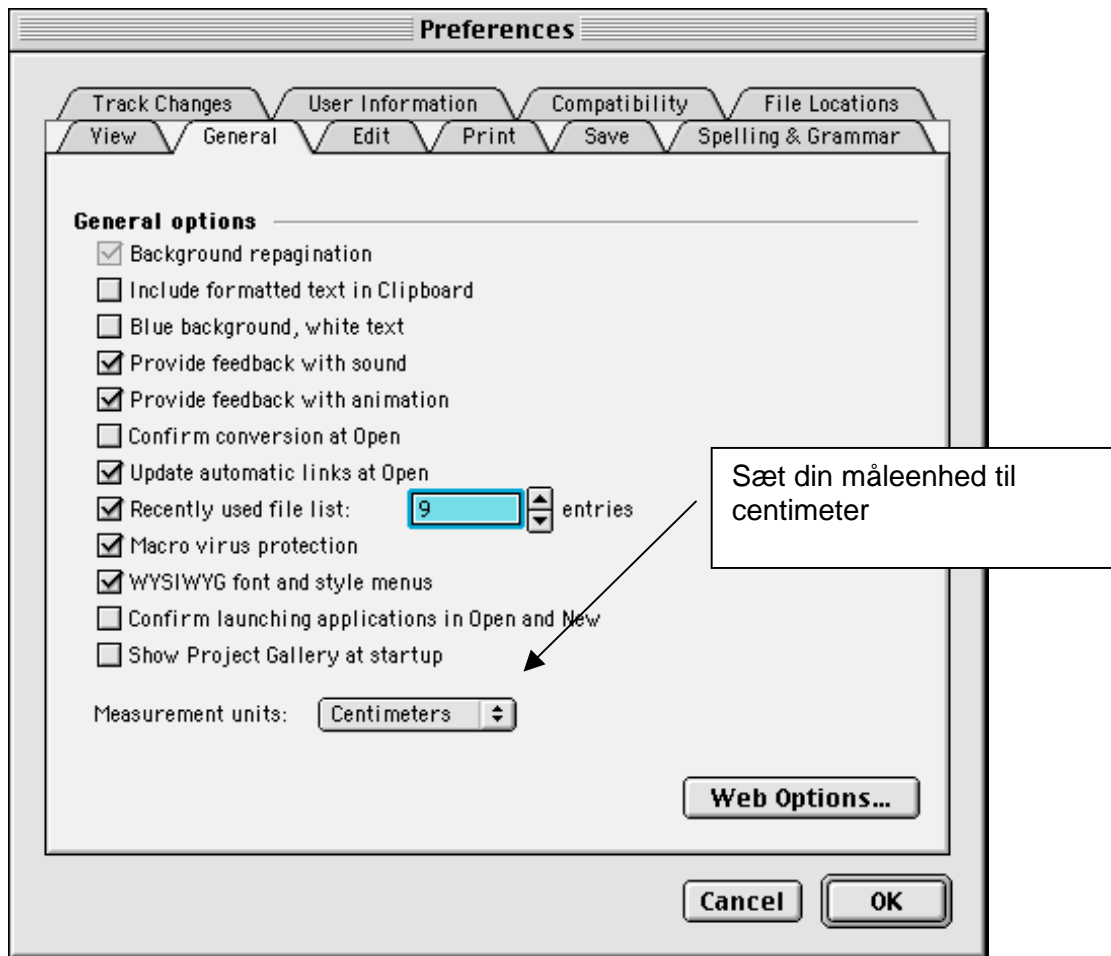 Preferences
Track Changes User Information Compatibility File Locations
View General Edit Print Save Spelling & Grammar
General options
Background repagination
Include formatted text in Clipboard
Blue background, white text
Provide feedback with sound
Provide feedback with animation
Confirm conversion at Open
Update automatic links at Open
Recently used file list: 9 entries
Macro virus protection
WYSIWYG font and style menus
Confirm launching applications in Open and New
Show Project Gallery at startup
Measurement units: Centimeters
Web Options...
Cancel OK
Sæt din måleenhed til
centimeter